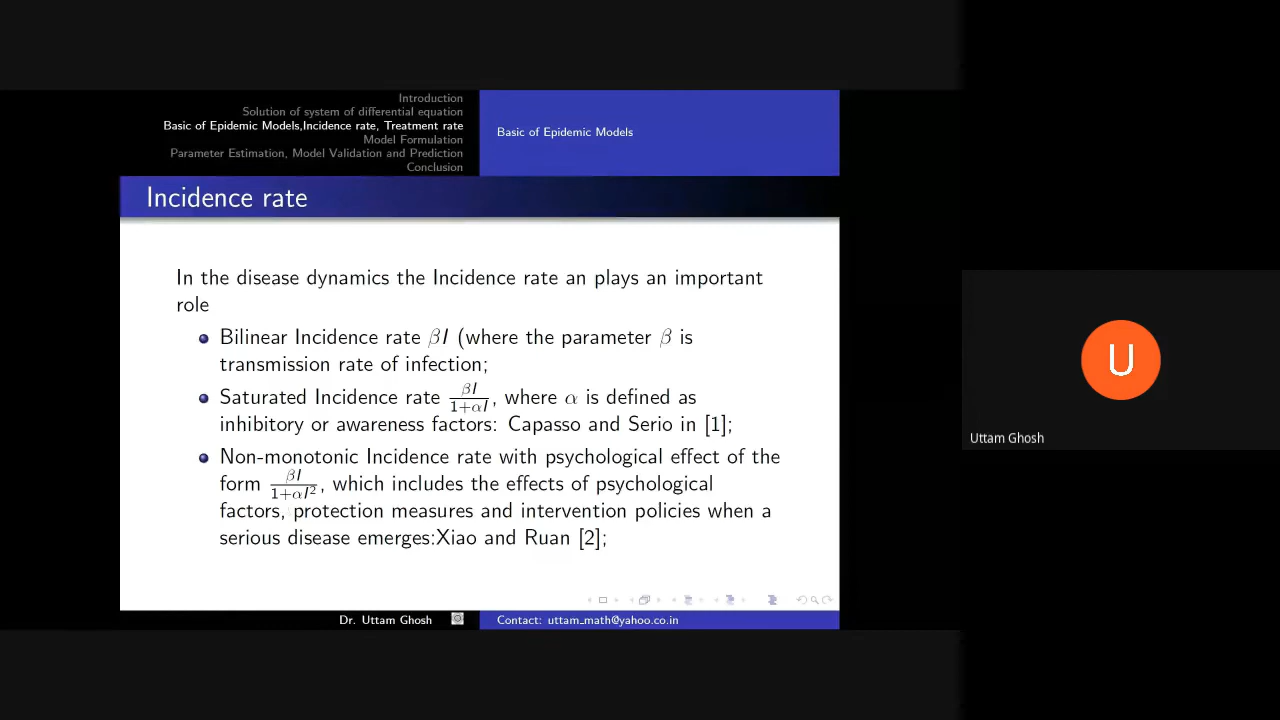 Introduction
Solution of system of differential equation
Basic of Epidemic Models,Incidence rate, Treatment rate
Model Formulation
Parameter Estimation, Model Validation and Prediction
Conclusion
Basic of Epidemic Models
Incidence rate
In the disease dynamics the Incidence rate an plays an important
role
Bilinear Incidence rate βI (where the parameter β is
transmission rate of infection;
Saturated Incidence rate βI/1+αI, where α is defined as
inhibitory or awareness factors: Capasso and Serio in [1];
Non-monotonic Incidence rate with psychological effect of the
form βI/1+αI², which includes the effects of psychological
factors, protection measures and intervention policies when a
serious disease emerges:Xiao and Ruan [2];
Dr. Uttam Ghosh
Contact: uttam_math@yahoo.co.in
U
Uttam Ghosh